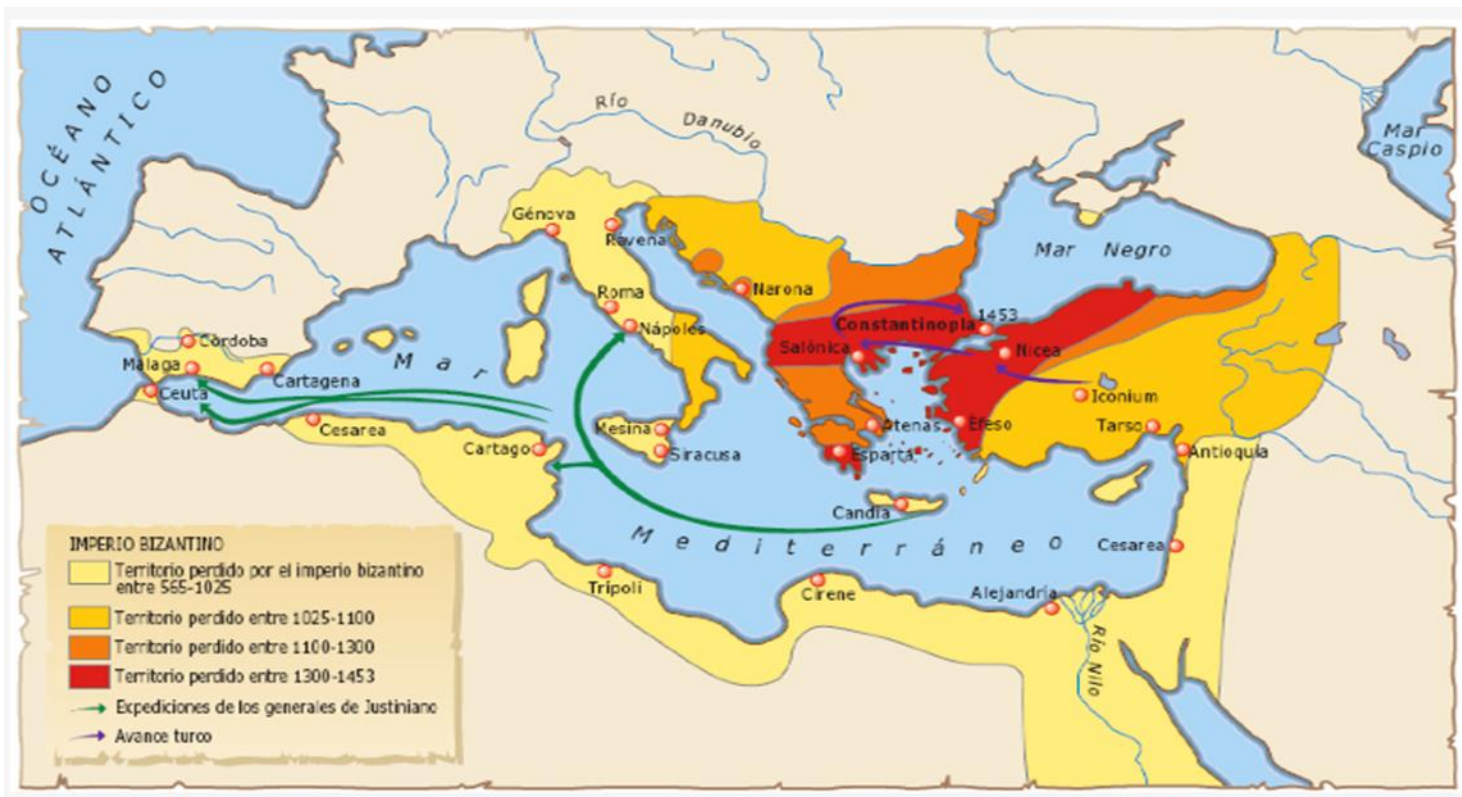 OCÉANO
ATLÁNTICO
Río
Danubio
Mar
Caspio
Génova
Ravena
Mar Negro
Narona
Roma
Nápoles
Constantinopla
1453
Salónica
Nicea
Córdoba
Málaga
Cartagena
Ceuta
Mar
Iconium
Cesarea
Cartago
Mesina
Siracusa
Atenas
Efeso
Esparta
Tarso
Antioquía
Candia
Mediterráneo
Cesarea
Trípoli
Cirene
Alejandría
Río Nilo
IMPERIO BIZANTINO
Territorio perdido por el imperio bizantino
entre 565-1025
Territorio perdido entre 1025-1100
Territorio perdido entre 1100-1300
Territorio perdido entre 1300-1453
Expediciones de los generales de Justiniano
Avance turco